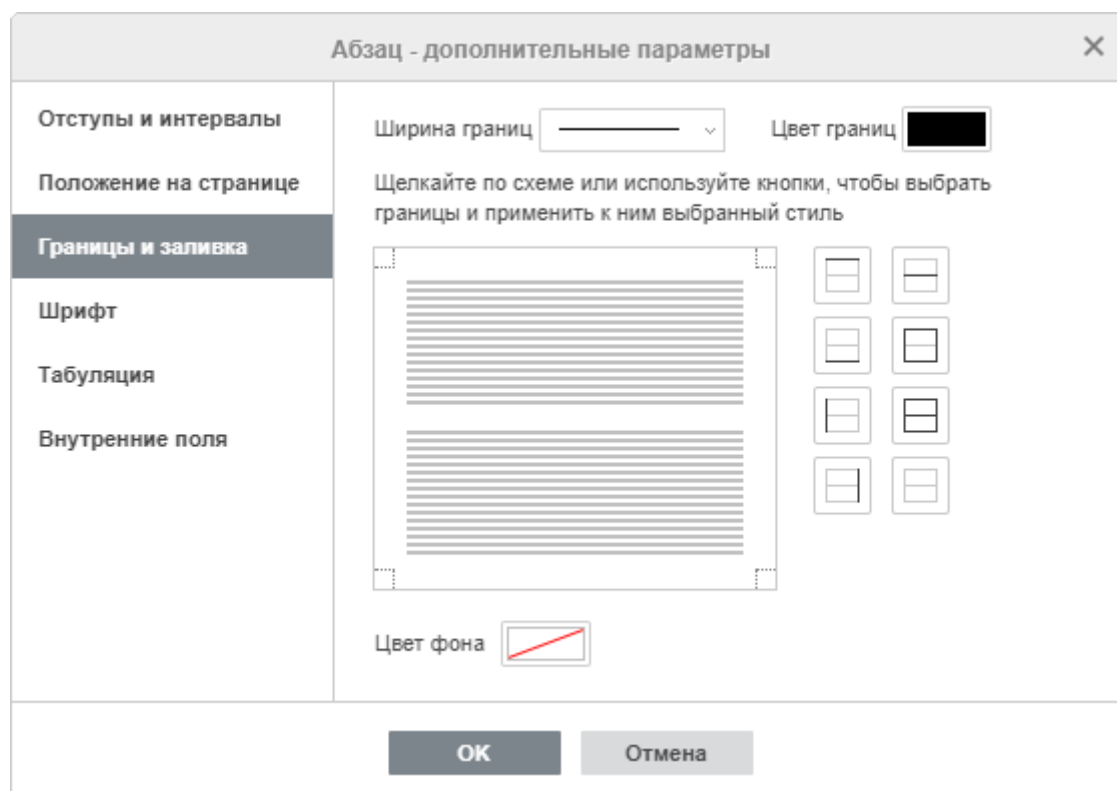 Абзац - дополнительные параметры
Отступы и интервалы
Положение на странице
Границы и заливка
Шрифт
Табуляция
Внутренние поля
Ширина границ
Цвет границ
Щелкайте по схеме или используйте кнопки, чтобы выбрать
границы и применить к ним выбранный стиль
Цвет фона
OK
Отмена